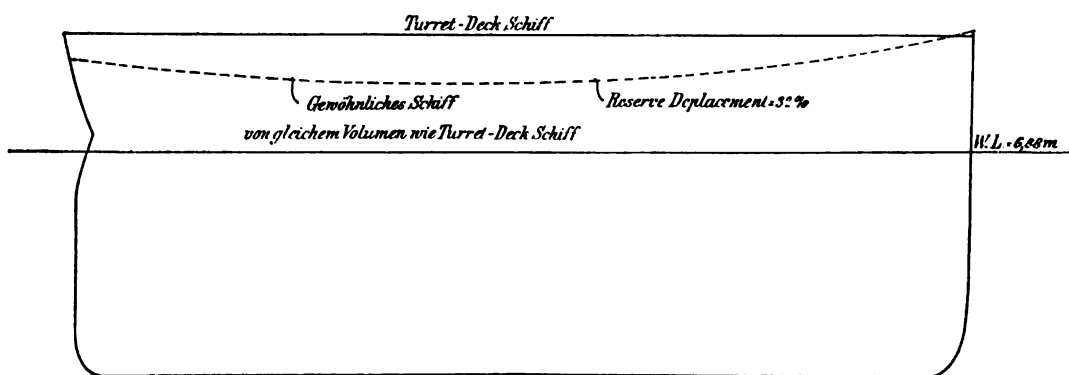 Turret-Deck Schiff
Gewöhnliches Schiff
von gleichem Volumen wie Turret-Deck Schiff
Reserve Deplacement=32%
W.L.=6,88m